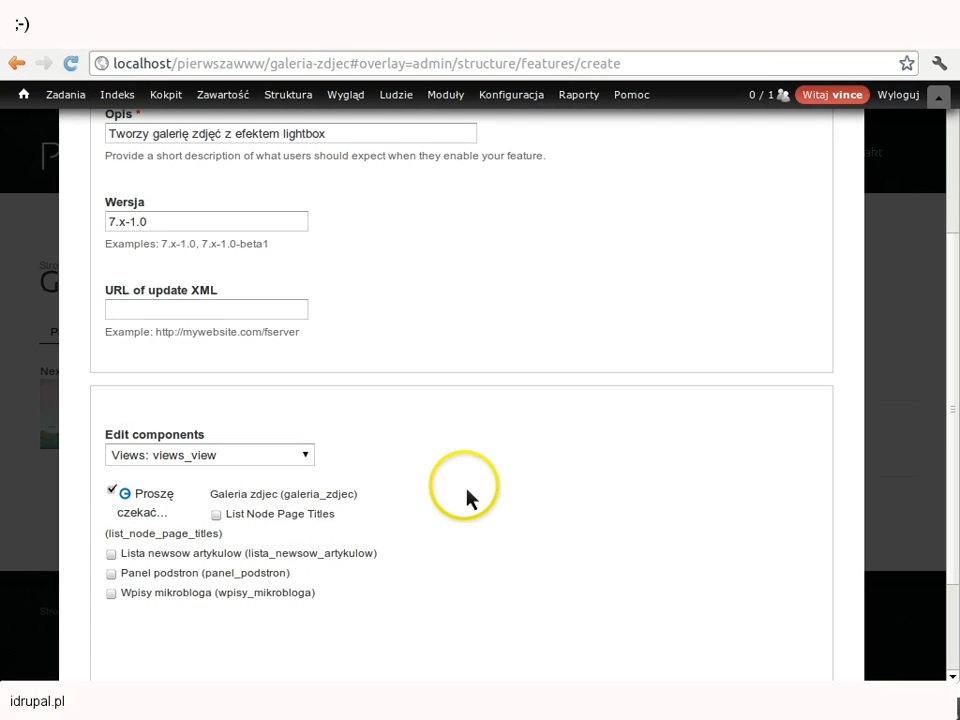 ;-)
localhost/pierwszawww/galeria-zdjec#overlay=admin/structure/features/create
Zadania Indeks Kokpit Zawartość Struktura Wygląd Ludzie Moduły Konfiguracja Raporty Pomoc 0 / 1 Witaj vince Wyloguj
Opis *
Tworzy galerię zdjęć z efektem lightbox
Provide a short description of what users should expect when they enable your feature.
Wersja
7.x-1.0
Examples: 7.x-1.0, 7.x-1.0-beta1
URL of update XML
Example: http://mywebsite.com/fserver
Edit components
Views: views_view
Proszę czekać... Galeria zdjec (galeria_zdjec)
List Node Page Titles
(list_node_page_titles)
Lista newsow artykulow (lista_newsow_artykulow)
Panel podstron (panel_podstron)
Wpisy mikrobloga (wpisy_mikrobloga)
idrupal.pl